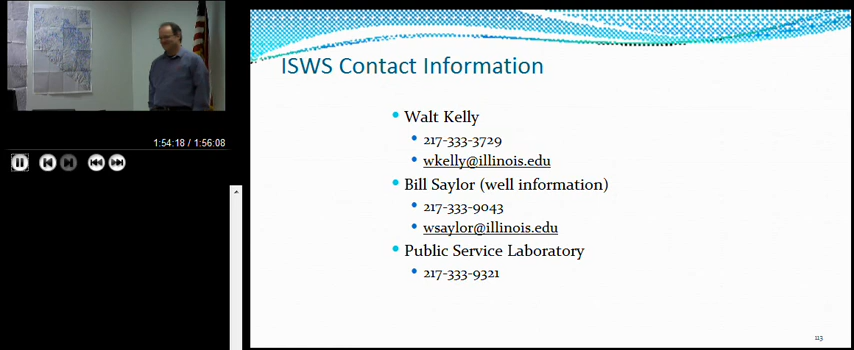 1:54:18 / 1:56:08
ISWS Contact Information
Walt Kelly
217-333-3729
wkelly@illinois.edu
Bill Saylor (well information)
217-333-9043
wsaylor@illinois.edu
Public Service Laboratory
217-333-9321
113